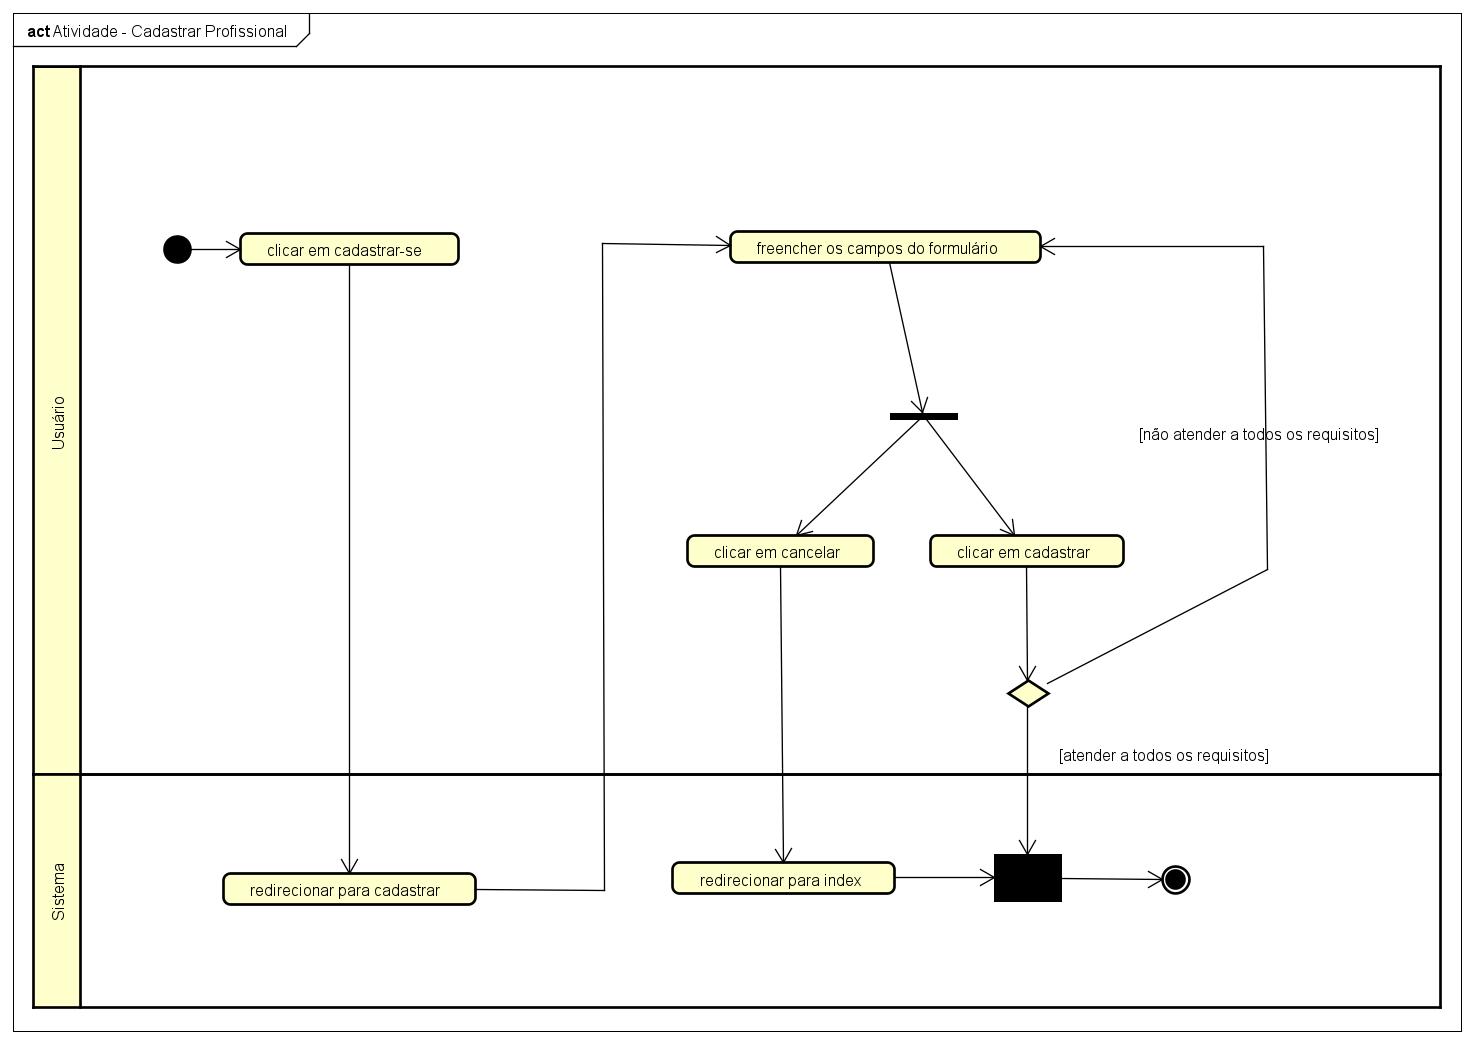 act Atividade - Cadastrar Profissional
Usuário
clicar em cadastrar-se
freencher os campos do formulário
[não atender a todos os requisitos]
clicar em cancelar
clicar em cadastrar
[atender a todos os requisitos]
Sistema
redirecionar para cadastrar
redirecionar para index